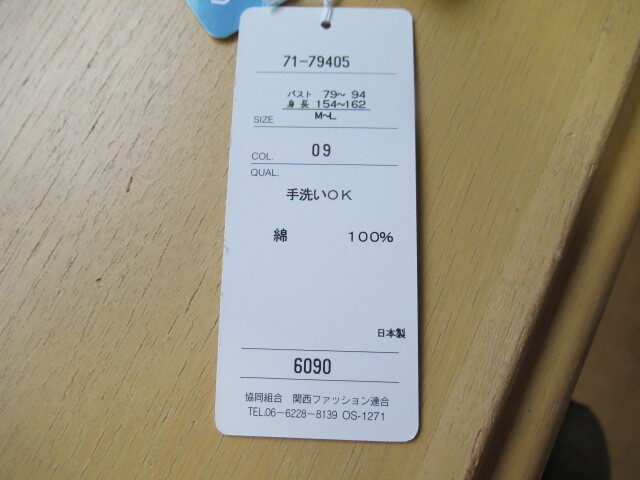 71-79405
バスト 79～ 94
身長 154～162
SIZE M～L
COL. 09
QUAL.
手洗いOK
綿 100%
日本製
6090
協同組合 関西ファッション連合
TEL.06-6228-8139 OS-1271